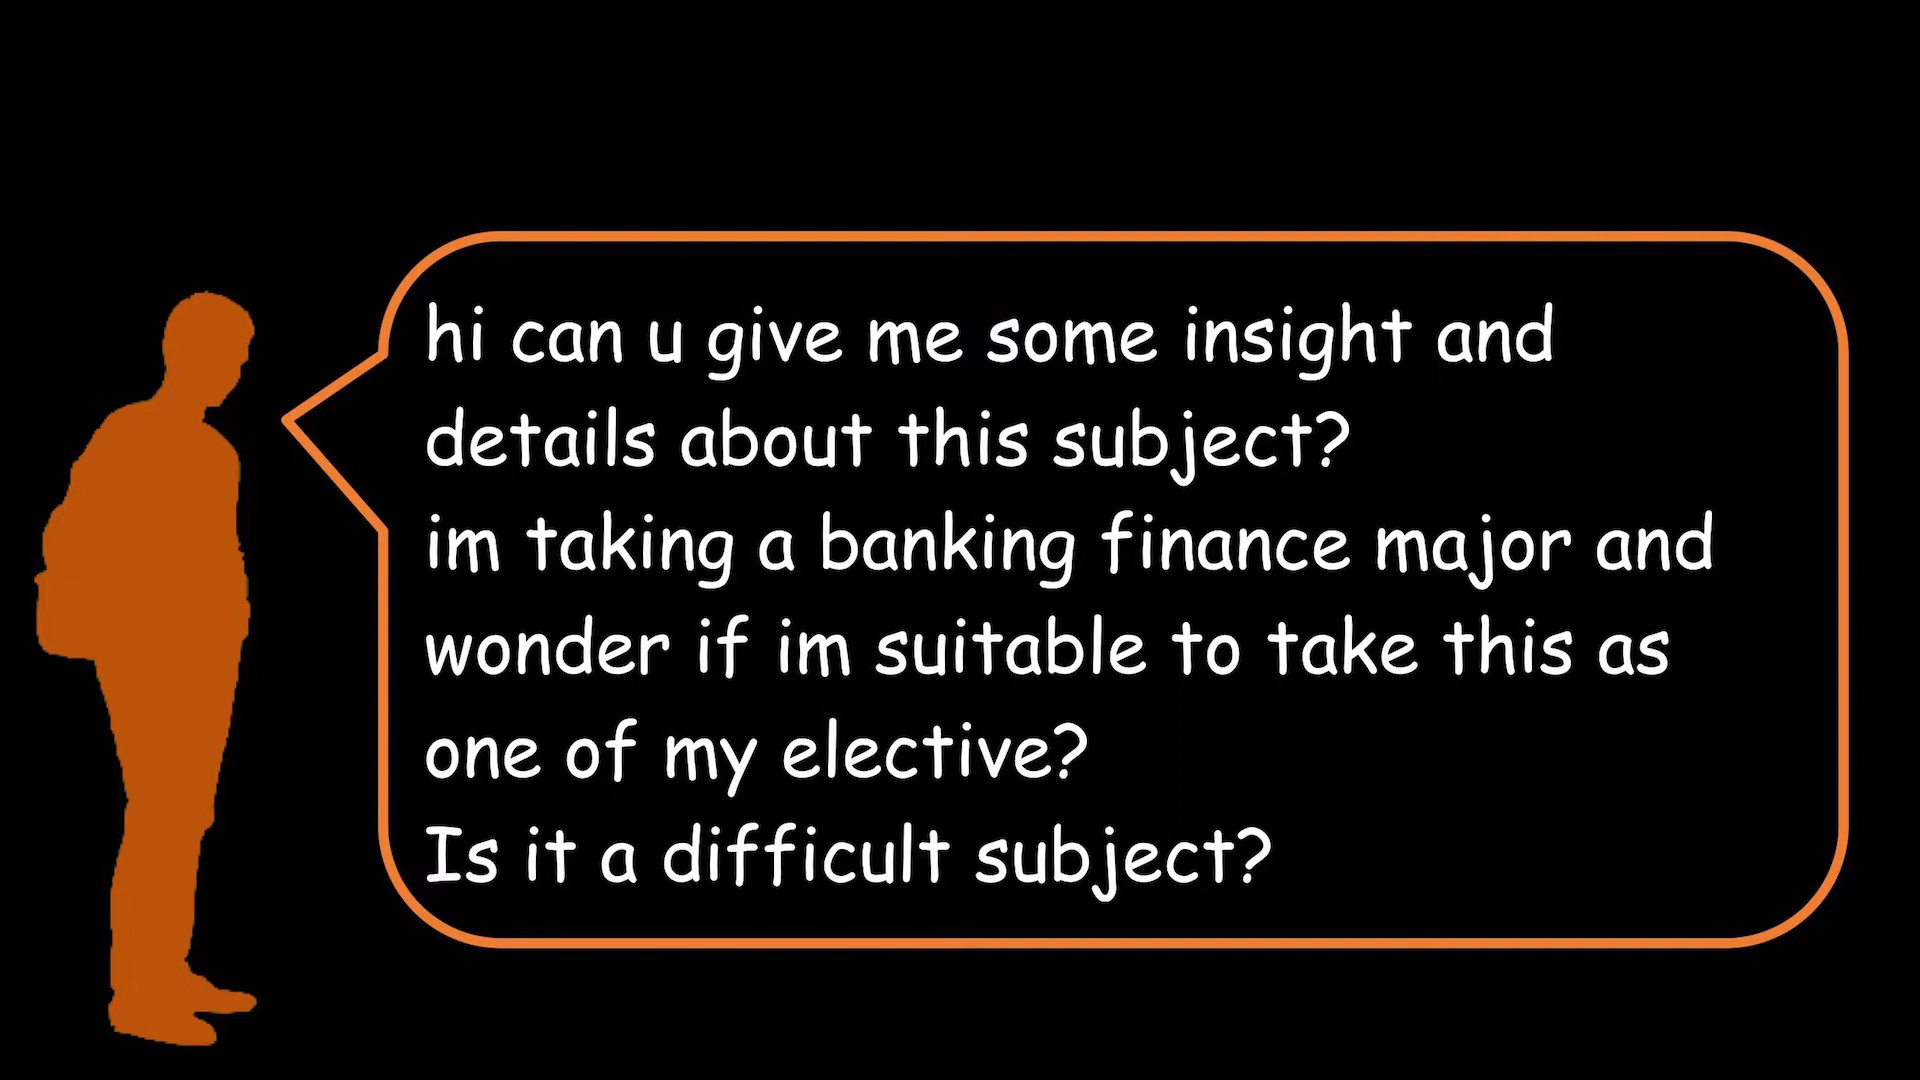 hi can u give me some insight and
details about this subject?
im taking a banking finance major and
wonder if im suitable to take this as
one of my elective?
Is it a difficult subject?